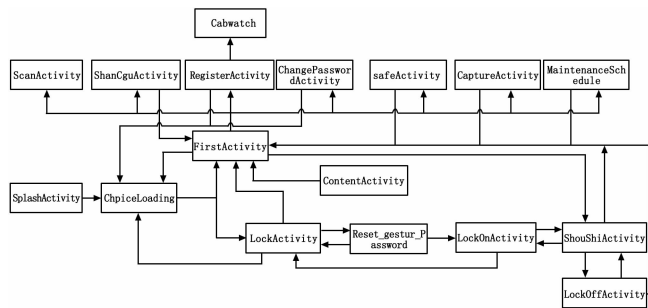 Cabwatch
ScanActivity
ShanCguActivity
RegisterActivity
ChangePasswor
dActivity
safeActivity
CaptureActivity
MaintenanceSch
edule
FirstActivity
ContentActivity
SplashActivity
ChpiceLoading
LockActivity
Reset_gestur_P
assword
LockOnActivity
ShouShiActivity
LockOffActivity